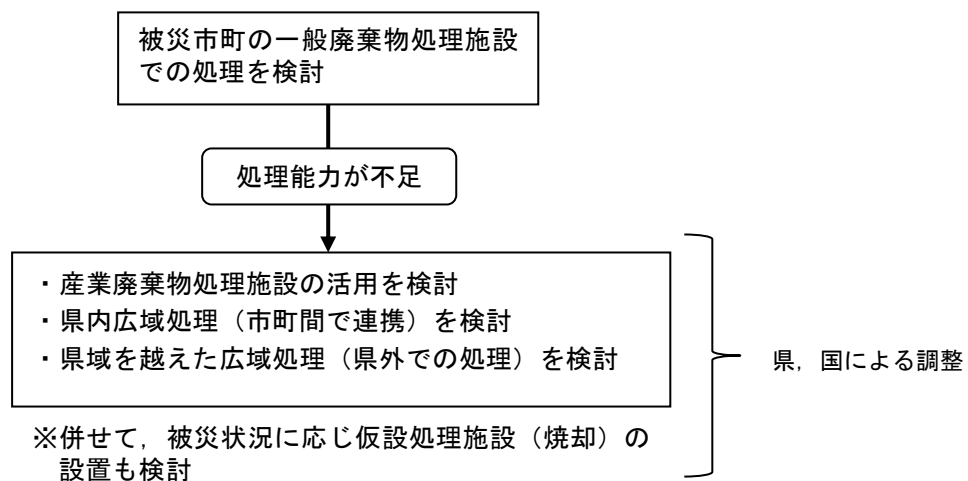 被災市町の一般廃棄物処理施設
での処理を検討
処理能力が不足
・産業廃棄物処理施設の活用を検討
・県内広域処理（市町間で連携）を検討
・県域を越えた広域処理（県外での処理）を検討
県，国による調整
※併せて，被災状況に応じ仮設処理施設（焼却）の
設置も検討